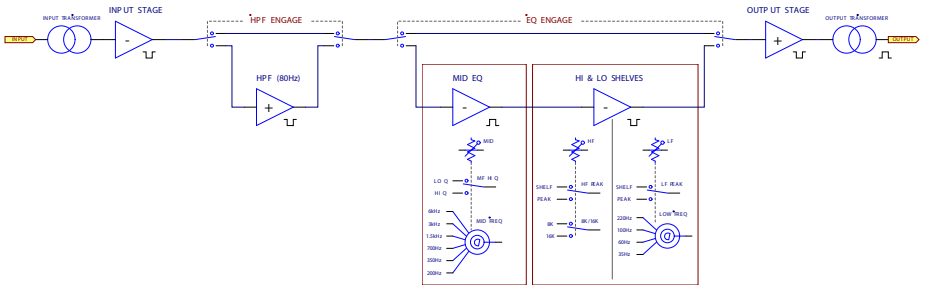 INPUT STAGE
OUTPUT STAGE
INPUT TRANSFORMER
HPF ENGAGE
EQ ENGAGE
OUTPUT TRANSFORMER
INPUT
OUTPUT
HPF (80Hz)
MID EQ
HI & LO SHELVES
MID
HF
LF
LO Q
MF HI Q
HI Q
SHELF
HF PEAK
PEAK
SHELF
LF PEAK
PEAK
8K
8K/16K
16K
6kHz
3kHz
1.5kHz
700Hz
350Hz
200Hz
MID FREQ
LOW FREQ
220Hz
100Hz
60Hz
35Hz